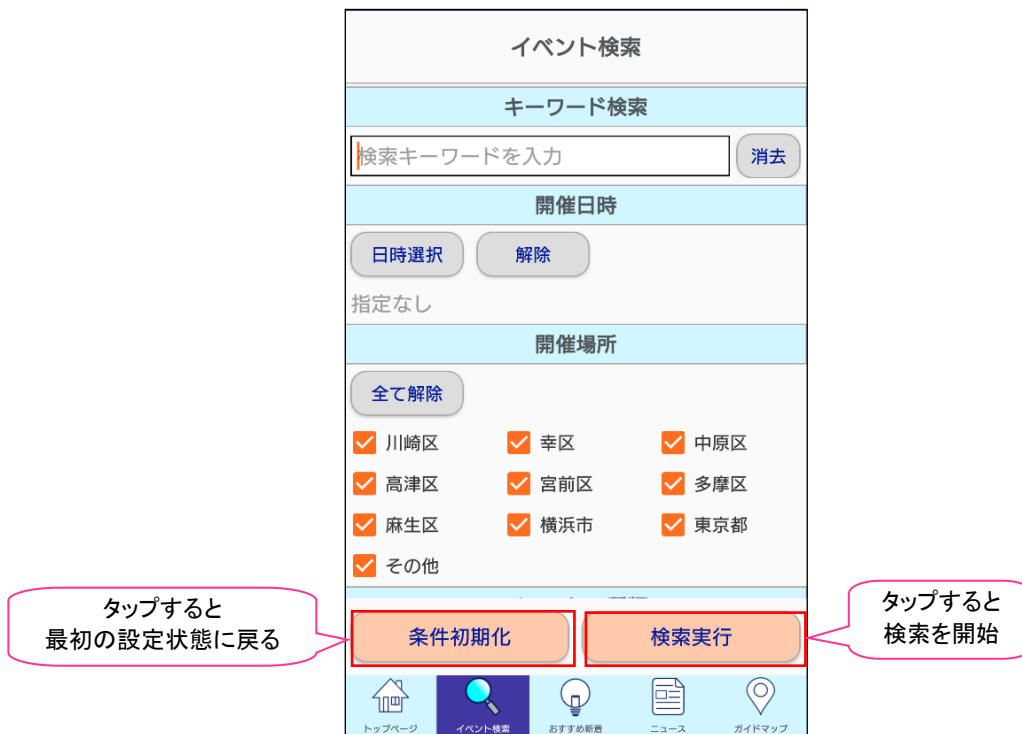 イベント検索
キーワード検索
検索キーワードを入力
消去
開催日時
日時選択
解除
指定なし
開催場所
全て解除
川崎区
幸区
中原区
高津区
宮前区
多摩区
麻生区
横浜市
東京都
その他
タップすると
最初の設定状態に戻る
条件初期化
検索実行
タップすると
検索を開始
トップページ
イベント検索
おすすめ新着
ニュース
ガイドマップ